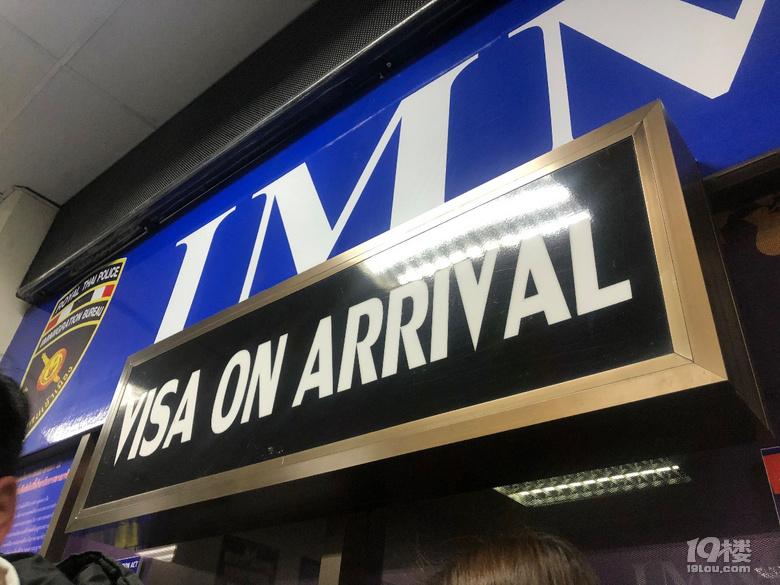 IMM
VISA ON ARRIVAL
ROYAL THAI POLICE
IMMIGRATION BUREAU
19楼
19lou.com